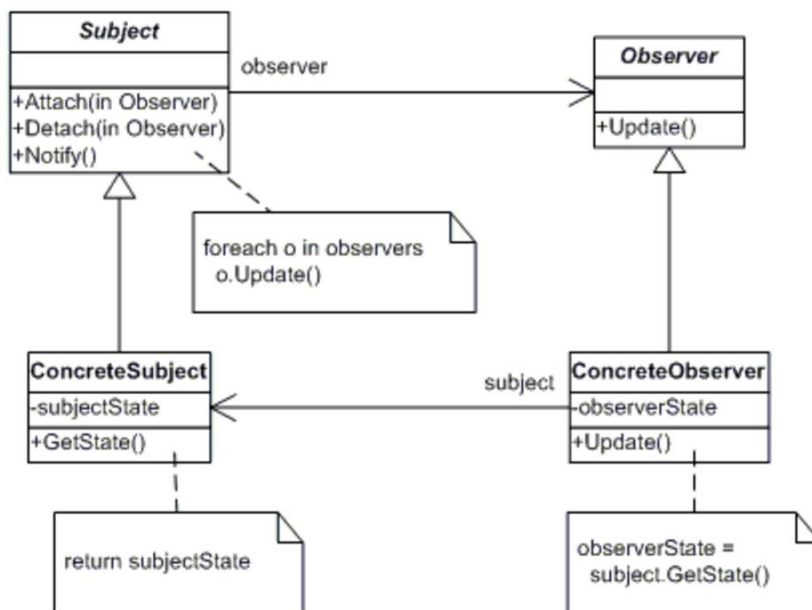 Subject
+Attach(in Observer)
+Detach(in Observer)
+Notify()
observer
Observer
+Update()
foreach o in observers
o.Update()
ConcreteSubject
-subjectState
+GetState()
subject
ConcreteObserver
-observerState
+Update()
return subjectState
observerState =
subject.GetState()